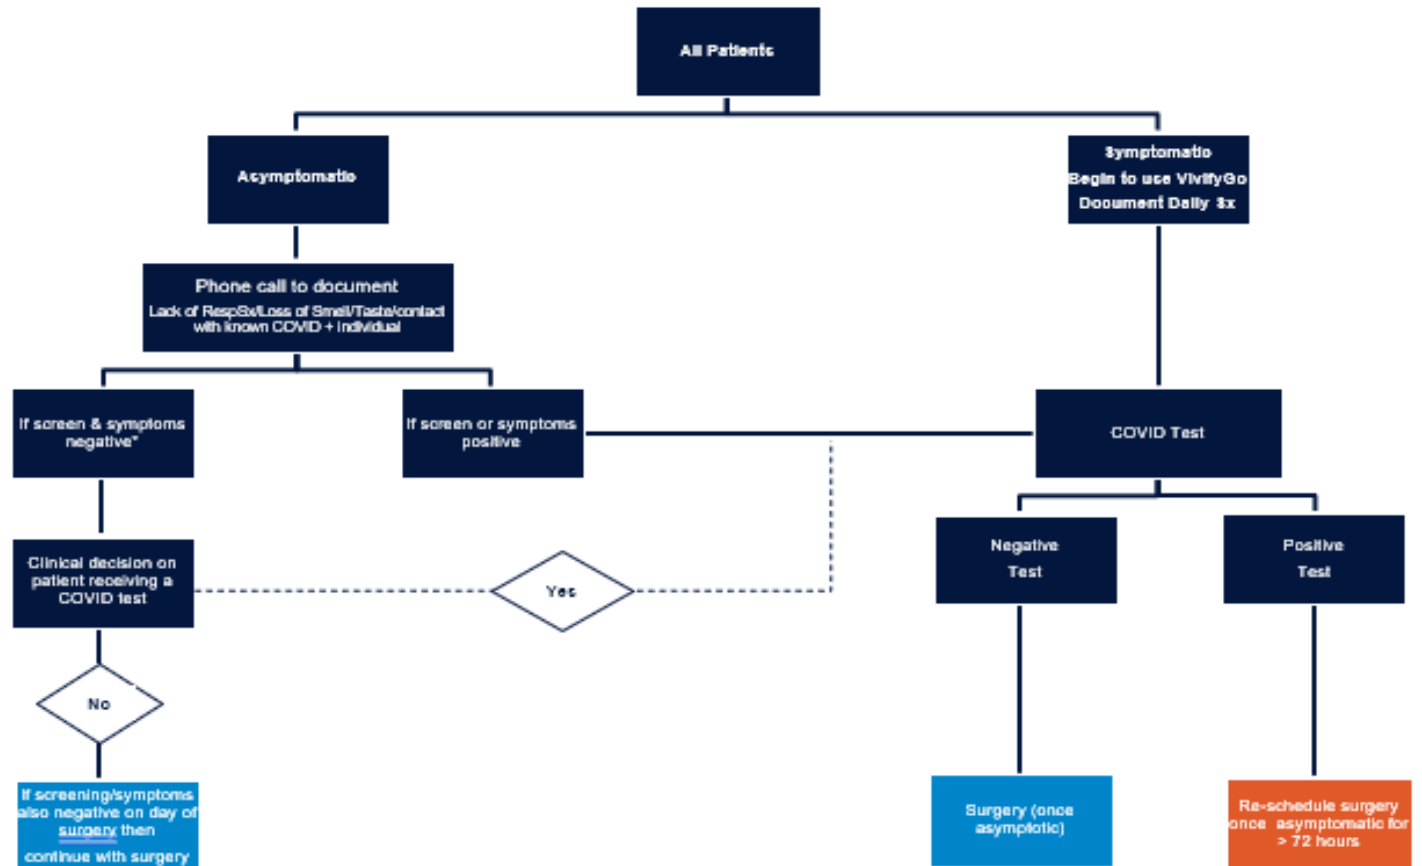 All Patients
Asymptomatic
Symptomatic
Begin to use VivifyGo
Document Daily 3x
Phone call to document
Lack of RespSx/Loss of Smell/Taste/contact
with known COVID + individual
If screen & symptoms
negative*
If screen or symptoms
positive
COVID Test
Clinical decision on
patient receiving a
COVID test
Yes
Negative
Test
Positive
Test
No
If screening/symptoms
also negative on day of
surgery then
continue with surgery
Surgery (once
asymptotic)
Re-schedule surgery
once asymptomatic for
> 72 hours